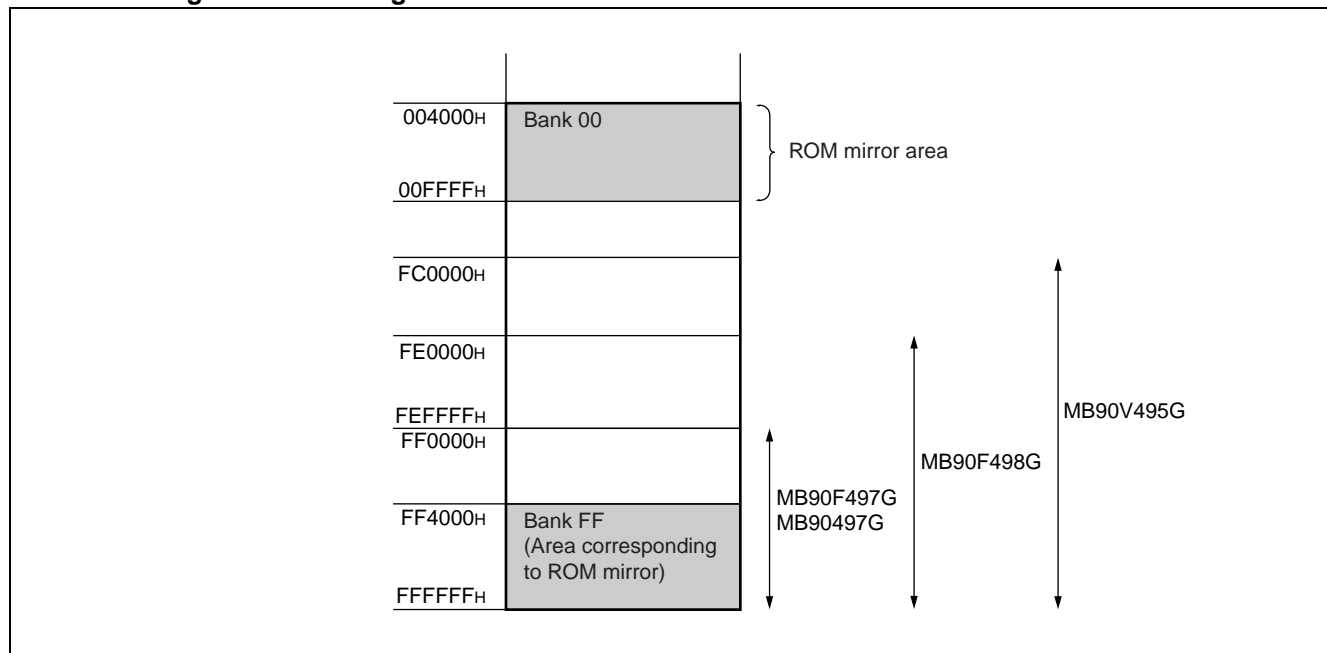 004000H
Bank 00
ROM mirror area
00FFFFH
FC0000H
FE0000H
FEFFFFH
MB90V495G
FF0000H
MB90F498G
MB90F497G
FF4000H
Bank FF
MB90497G
(Area corresponding
to ROM mirror)
FFFFFFH